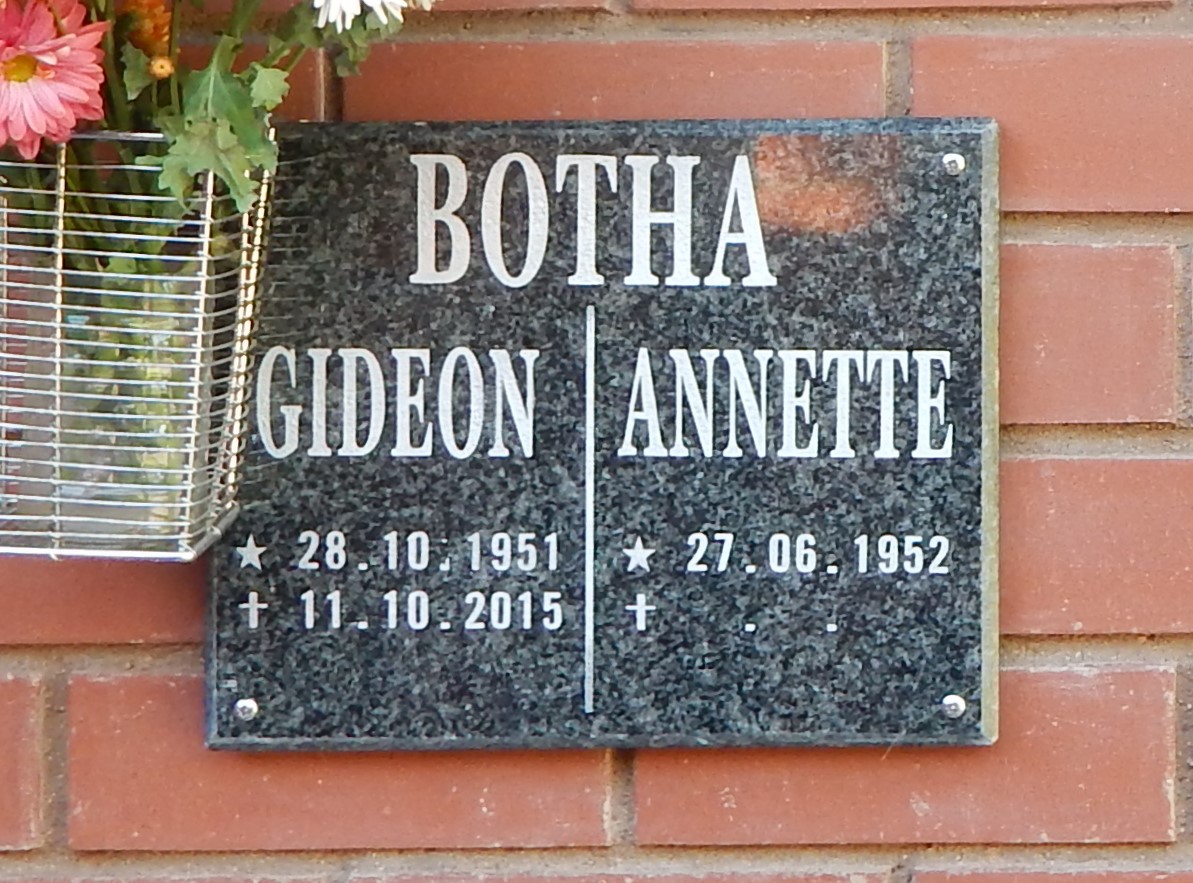 BOTHA
GIDEON
★ 28.10.1951
✝ 11.10.2015
ANNETTE
★ 27.06.1952
✝ . .